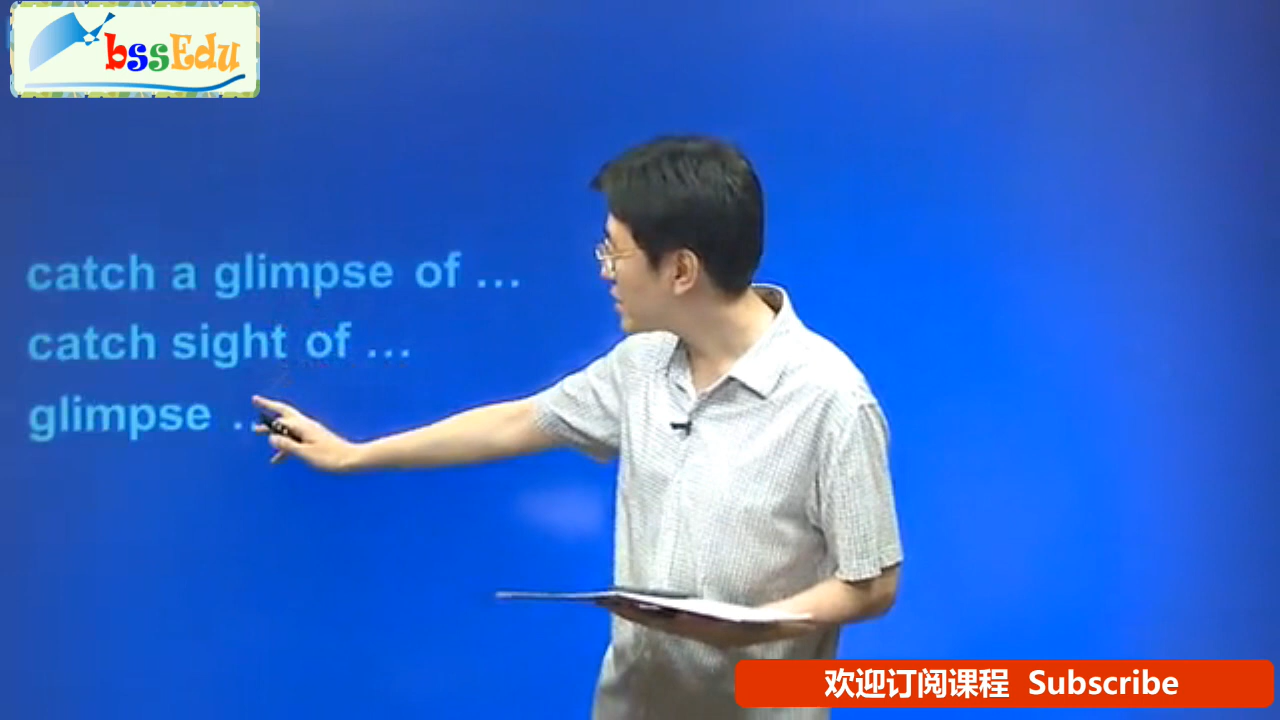 bssEdu
catch a glimpse of ...
catch sight of ...
glimpse ..
欢迎订阅课程 Subscribe